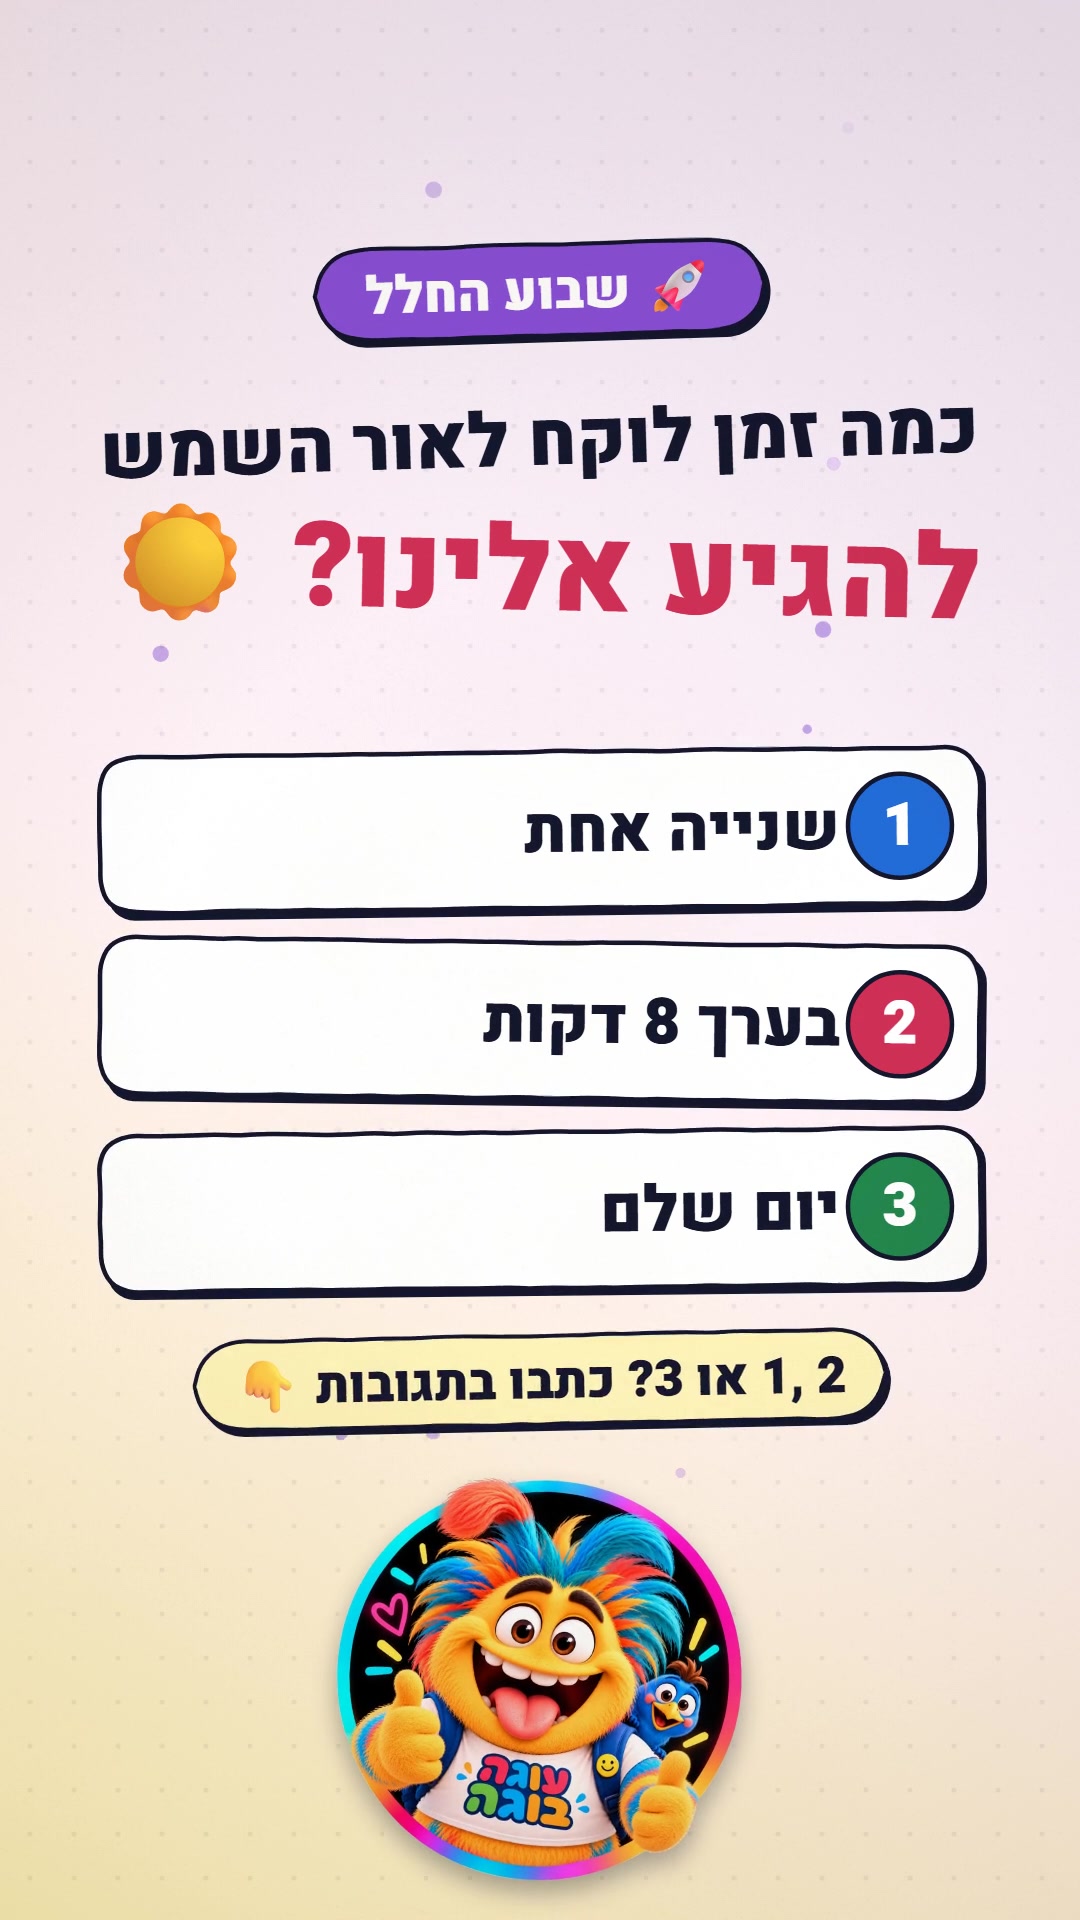 שבוע החלל 🚀
כמה זמן לוקח לאור השמש
להגיע אלינו? ☀️
1 שנייה אחת
2 בערך 8 דקות
3 יום שלם
1, 2 או 3? כתבו בתגובות 👇
עוגה
בוגה